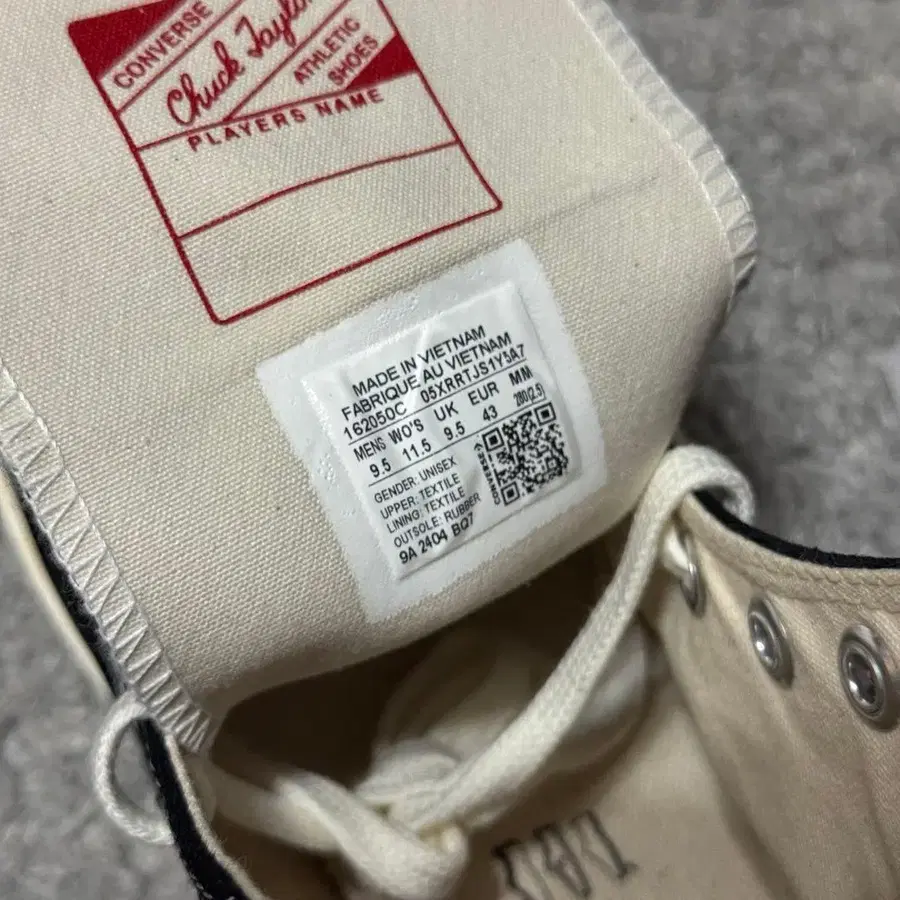 CONVERSE
Chuck Taylor
ATHLETIC
SHOES
PLAYERS NAME
MADE IN VIETNAM
FABRIQUE AU VIETNAM
162050C 05XRRTJS1Y5A7
MENS WO'S UK EUR MM
9.5 11.5 9.5 43 280(2.5)
GENDER: UNISEX
UPPER: TEXTILE
LINING: TEXTILE
OUTSOLE: RUBBER
9A 2404 BQ7
CONVERSE